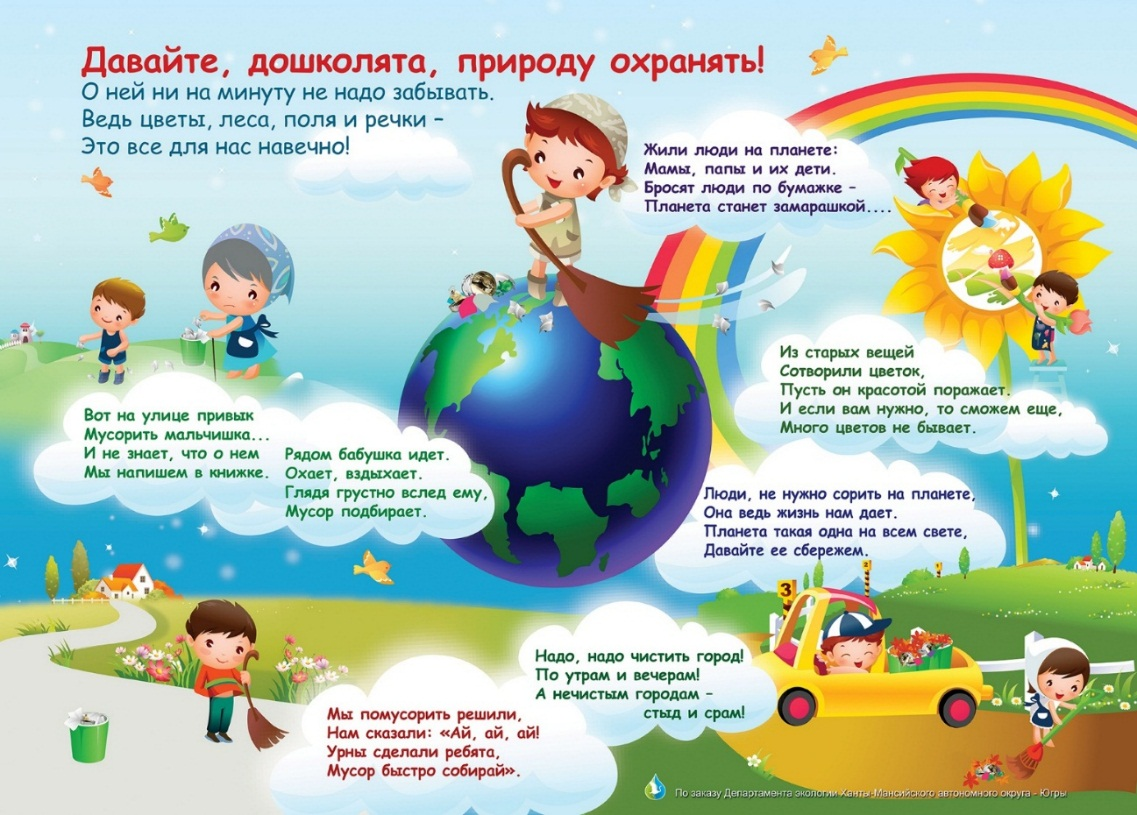 Давайте, дошколята, природу охранять!
О ней ни на минуту не надо забывать.
Ведь цветы, леса, поля и речки –
Это все для нас навечно!
Жили люди на планете:
Мамы, папы и их дети.
Бросят люди по бумажке –
Планета станет замарашкой....
Из старых вещей
Сотворили цветок,
Пусть он красотой поражает.
И если вам нужно, то сможем еще,
Много цветов не бывает.
Вот на улице привык
Мусорить мальчишка...
И не знает, что о нем
Мы напишем в книжке.
Рядом бабушка идет.
Охает, вздыхает.
Глядя грустно вслед ему,
Мусор подбирает.
Люди, не нужно сорить на планете,
Она ведь жизнь нам дает.
Планета такая одна на всем свете,
Давайте ее сбережем.
3
Надо, надо чистить город!
По утрам и вечерам!
А нечистым городам –
стыд и срам!
Мы помусорить решили,
Нам сказали: «Ай, ай, ай!
Урны сделали ребята,
Мусор быстро собирай».
По заказу Департамента экологии Ханты-Мансийского автономного округа - Югры